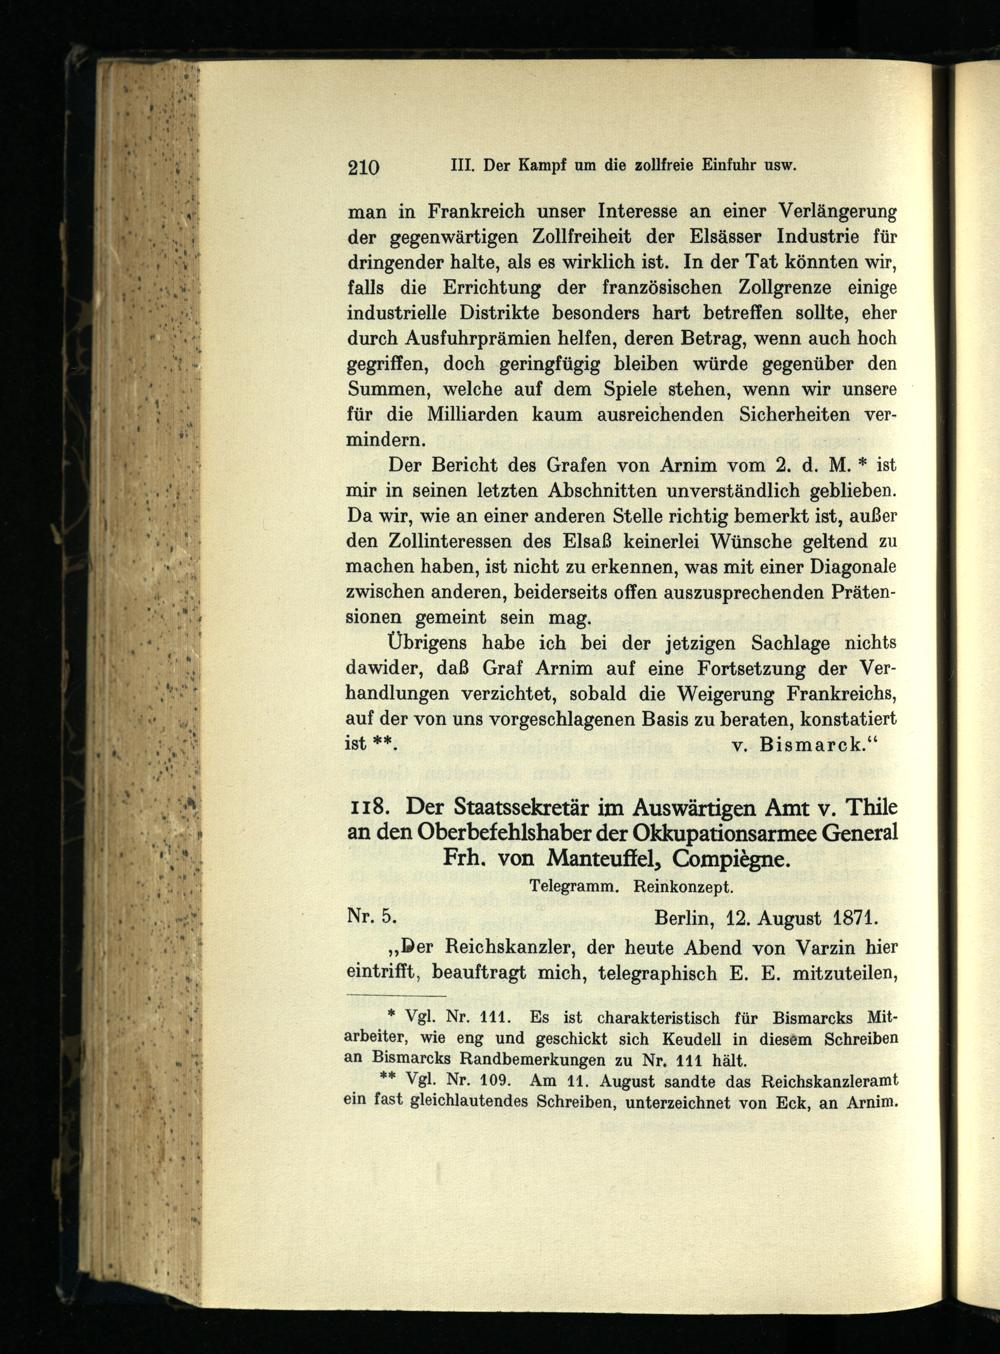 210 III. Der Kampf um die zollfreie Einfuhr usw.
man in Frankreich unser Interesse an einer Verlängerung
der gegenwärtigen Zollfreiheit der Elsässer Industrie für
dringender halte, als es wirklich ist. In der Tat könnten wir,
falls die Errichtung der französischen Zollgrenze einige
industrielle Distrikte besonders hart betreffen sollte, eher
durch Ausfuhrprämien helfen, deren Betrag, wenn auch hoch
gegriffen, doch geringfügig bleiben würde gegenüber den
Summen, welche auf dem Spiele stehen, wenn wir unsere
für die Milliarden kaum ausreichenden Sicherheiten ver-
mindern.
Der Bericht des Grafen von Arnim vom 2. d. M. * ist
mir in seinen letzten Abschnitten unverständlich geblieben.
Da wir, wie an einer anderen Stelle richtig bemerkt ist, außer
den Zollinteressen des Elsaß keinerlei Wünsche geltend zu
machen haben, ist nicht zu erkennen, was mit einer Diagonale
zwischen anderen, beiderseits offen auszusprechenden Präten-
sionen gemeint sein mag.
Übrigens habe ich bei der jetzigen Sachlage nichts
dawider, daß Graf Arnim auf eine Fortsetzung der Ver-
handlungen verzichtet, sobald die Weigerung Frankreichs,
auf der von uns vorgeschlagenen Basis zu beraten, konstatiert
ist **. v. Bismarck.“
118. Der Staatssekretär im Auswärtigen Amt v. Thile
an den Oberbefehlshaber der Okkupationsarmee General
Frh. von Manteuffel, Compiègne.
Telegramm. Reinkonzept.
Nr. 5. Berlin, 12. August 1871.
„Der Reichskanzler, der heute Abend von Varzin hier
eintrifft, beauftragt mich, telegraphisch E. E. mitzuteilen,
* Vgl. Nr. 111. Es ist charakteristisch für Bismarcks Mit-
arbeiter, wie eng und geschickt sich Keudell in diesem Schreiben
an Bismarcks Randbemerkungen zu Nr. 111 hält.
** Vgl. Nr. 109. Am 11. August sandte das Reichskanzleramt
ein fast gleichlautendes Schreiben, unterzeichnet von Eck, an Arnim.